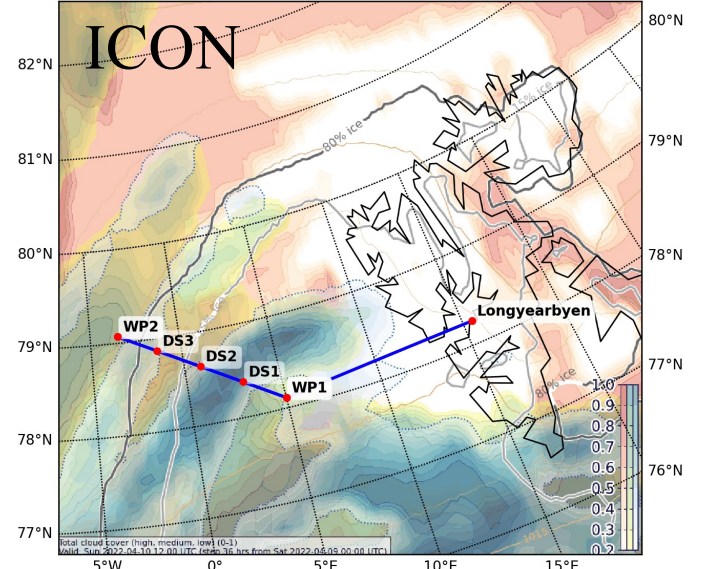 ICON
80°N
82°N
15% ice
80% ice
81°N
79°N
80°N
78°N
Longyearbyen
WP2
DS3
79°N
DS2
DS1
WP1
77°N
80% ice
1.0
0.9
0.8
78°N
0.7
0.6
76°N
0.5
0.4
77°N
1015
0.3
0.2
Total cloud cover (high, medium, low) (0-1)
Valid: Sun 2022-04-10 12:00 UTC (step 36 hrs from Sat 2022-04-09 00:00 UTC)
5°W
0°
5°E
10°E
15°E